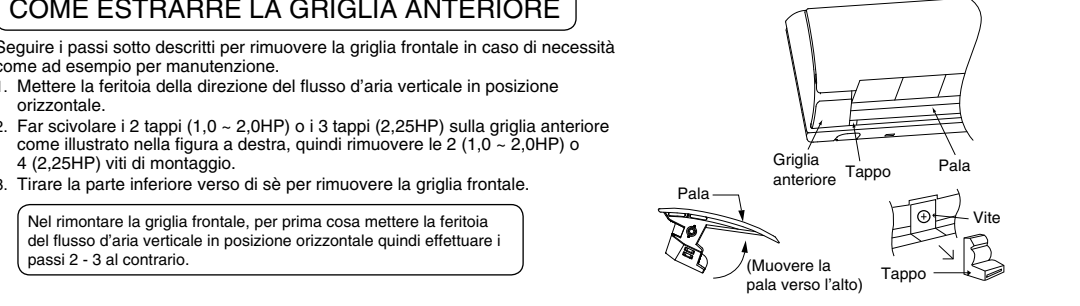 COME ESTRARRE LA GRIGLIA ANTERIORE
Seguire i passi sotto descritti per rimuovere la griglia frontale in caso di necessità
come ad esempio per manutenzione.
1. Mettere la feritoia della direzione del flusso d'aria verticale in posizione
orizzontale.
2. Far scivolare i 2 tappi (1,0 ~ 2,0HP) o i 3 tappi (2,25HP) sulla griglia anteriore
come illustrato nella figura a destra, quindi rimuovere le 2 (1,0 ~ 2,0HP) o
4 (2,25HP) viti di montaggio.
3. Tirare la parte inferiore verso di sè per rimuovere la griglia frontale.
Nel rimontare la griglia frontale, per prima cosa mettere la feritoia
del flusso d'aria verticale in posizione orizzontale quindi effettuare i
passi 2 - 3 al contrario.
Griglia
anteriore
Tappo
Pala
Pala
(Muovere la
pala verso l'alto)
Vite
Tappo